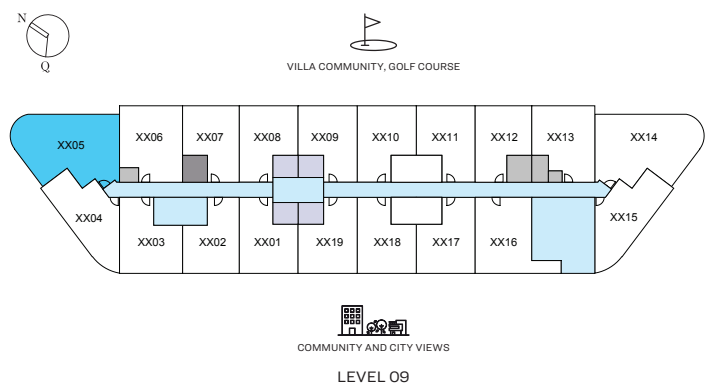 N
Q
VILLA COMMUNITY, GOLF COURSE
XX05
XX06
XX07
XX08
XX09
XX10
XX11
XX12
XX13
XX14
XX04
XX03
XX02
XX01
XX19
XX18
XX17
XX16
XX15
COMMUNITY AND CITY VIEWS
LEVEL 09